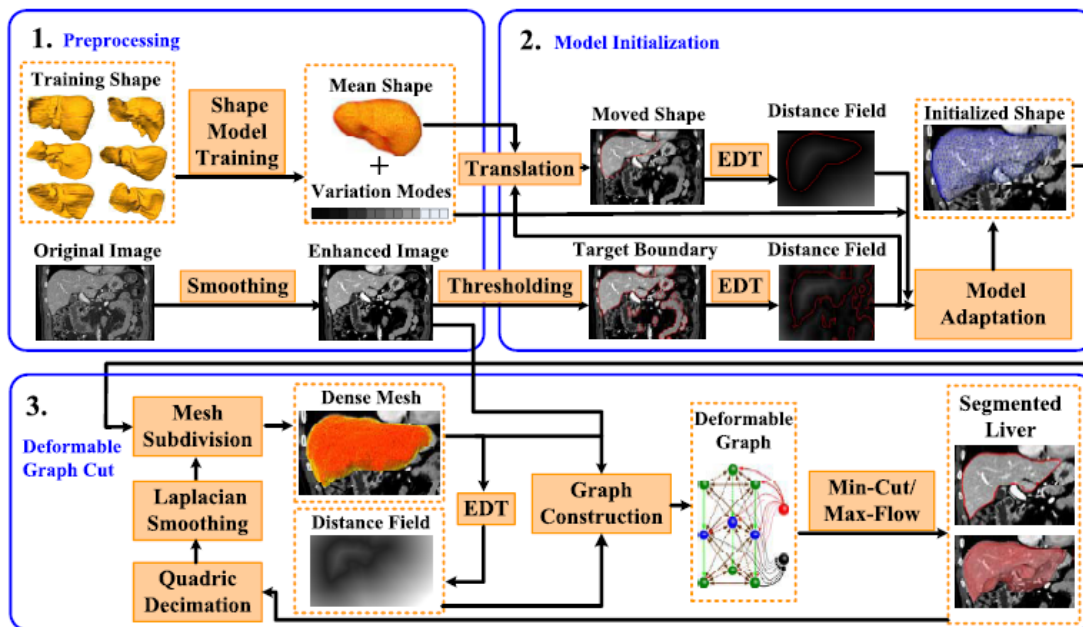 1. Preprocessing
Training Shape
Shape
Model
Training
Mean Shape
+
Variation Modes
Original Image
Smoothing
Enhanced Image
Thresholding
2. Model Initialization
Translation
Moved Shape
EDT
Distance Field
Initialized Shape
Target Boundary
EDT
Distance Field
Model
Adaptation
3.
Deformable
Graph Cut
Mesh
Subdivision
Laplacian
Smoothing
Quadric
Decimation
Dense Mesh
EDT
Distance Field
Graph
Construction
Deformable
Graph
Min-Cut/
Max-Flow
Segmented
Liver